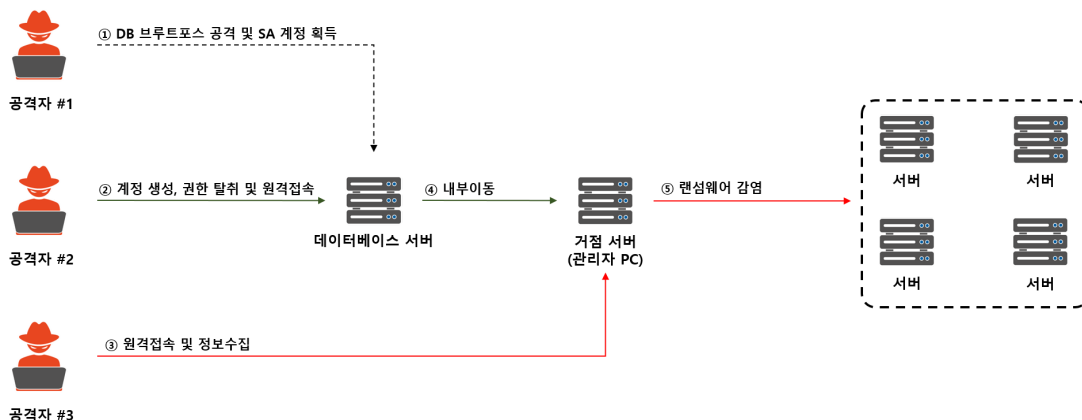 ① DB 브루트포스 공격 및 SA 계정 획득
공격자 #1
② 계정 생성, 권한 탈취 및 원격접속
공격자 #2
데이터베이스 서버
④ 내부이동
거점 서버
(관리자 PC)
⑤ 랜섬웨어 감염
서버
서버
서버
서버
③ 원격접속 및 정보수집
공격자 #3